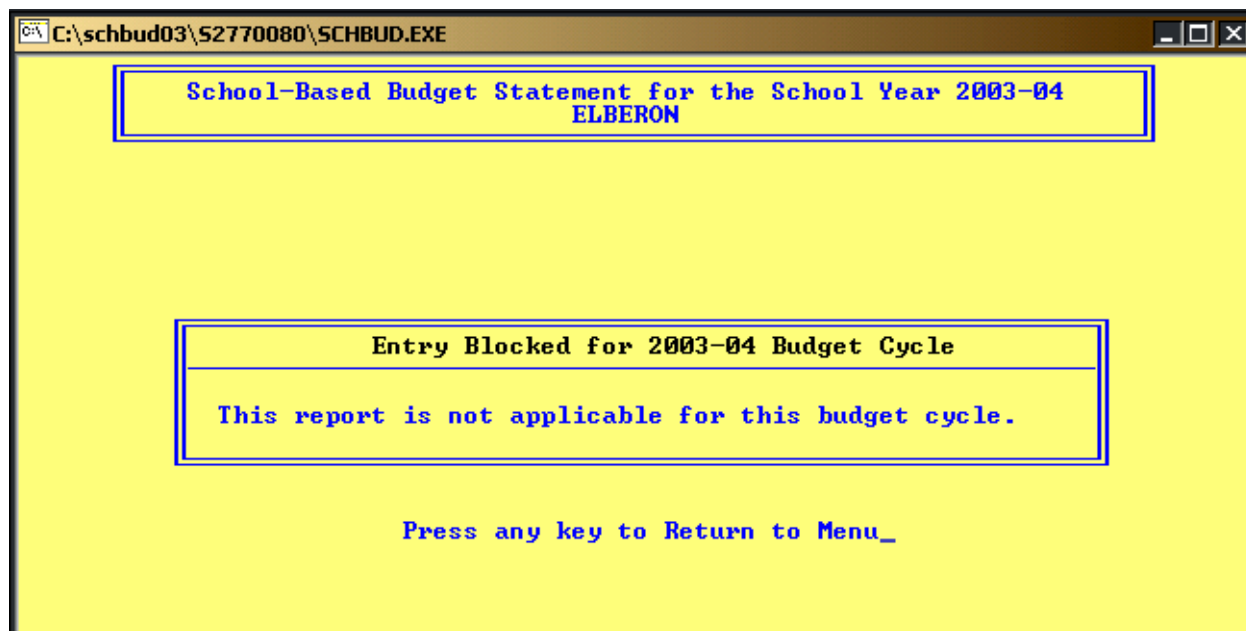 C:\schbud03\S2770080\SCHBUD.EXE
School-Based Budget Statement for the School Year 2003-04
ELBERON
Entry Blocked for 2003-04 Budget Cycle
This report is not applicable for this budget cycle.
Press any key to Return to Menu_